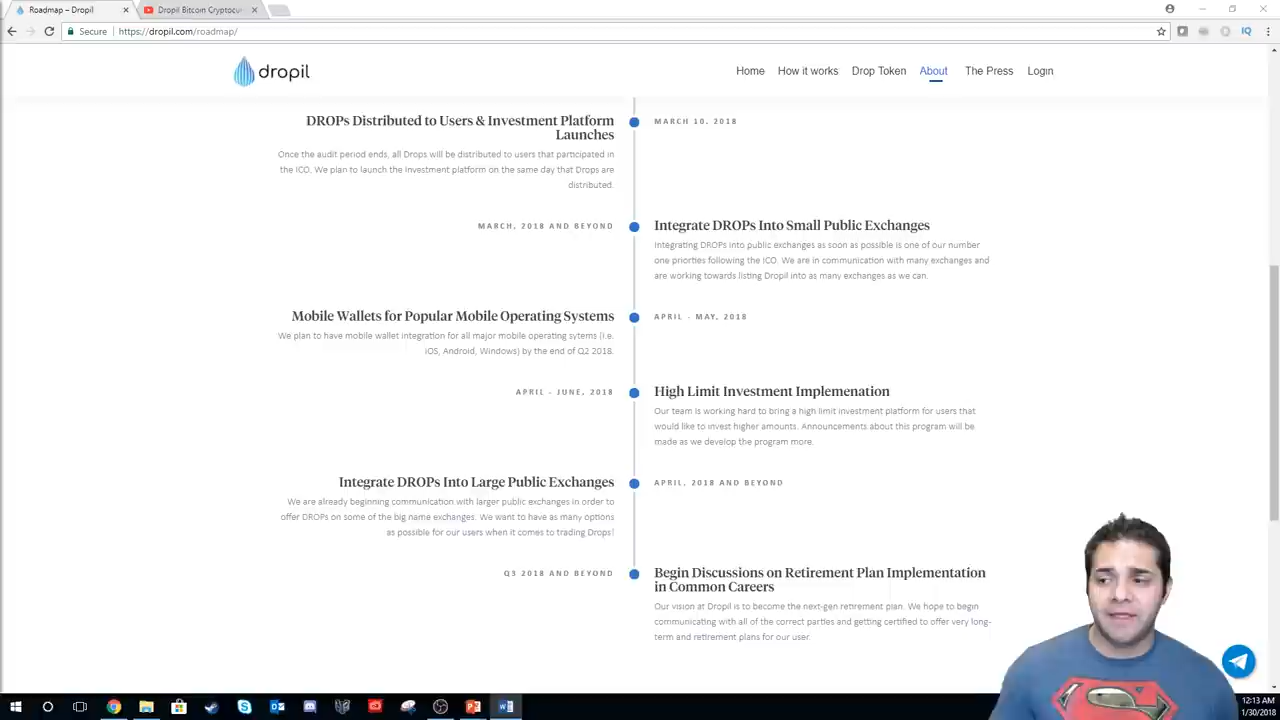 Roadmap – Dropil
Dropil Bitcoin Cryptocu
Secure
https://dropil.com/roadmap/
IQ
dropil
Home
How it works
Drop Token
About
The Press
Login
DROPs Distributed to Users & Investment Platform
Launches
MARCH 10, 2018
Once the audit period ends, all Drops will be distributed to users that participated in
the ICO. We plan to launch the Investment platform on the same day that Drops are
distributed.
MARCH, 2018 AND BEYOND
Integrate DROPs Into Small Public Exchanges
Integrating DROPs into public exchanges as soon as possible is one of our number
one priorties following the ICO. We are in communication with many exchanges and
are working towards listing Dropil into as many exchanges as we can.
Mobile Wallets for Popular Mobile Operating Systems
APRIL - MAY, 2018
We plan to have mobile wallet integration for all major mobile operating sytems (i.e.
iOS, Android, Windows) by the end of Q2 2018.
APRIL - JUNE, 2018
High Limit Investment Implemenation
Our team is working hard to bring a high limit investment platform for users that
would like to invest higher amounts. Announcements about this program will be
made as we develop the program more.
Integrate DROPs Into Large Public Exchanges
APRIL, 2018 AND BEYOND
We are already beginning communication with larger public exchanges in order to
offer DROPs on some of the big name exchanges. We want to have as many options
as possible for our users when it comes to trading Drops!
Q3 2018 AND BEYOND
Begin Discussions on Retirement Plan Implementation
in Common Careers
Our vision at Dropil is to become the next-gen retirement plan. We hope to begin
communicating with all of the correct parties and getting certified to offer very long-
term and retirement plans for our user.
12:13 AM
1/30/2018